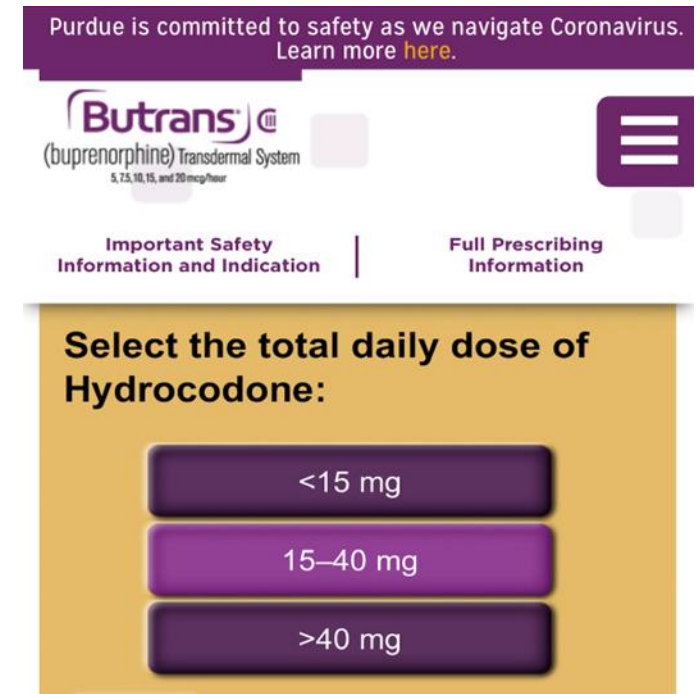 Purdue is committed to safety as we navigate Coronavirus.
Learn more here.
Butrans CIII
(buprenorphine) Transdermal System
5, 7.5, 10, 15, and 20 mcg/hour
Important Safety
Information and Indication
Full Prescribing
Information
Select the total daily dose of
Hydrocodone:
<15 mg
15–40 mg
>40 mg